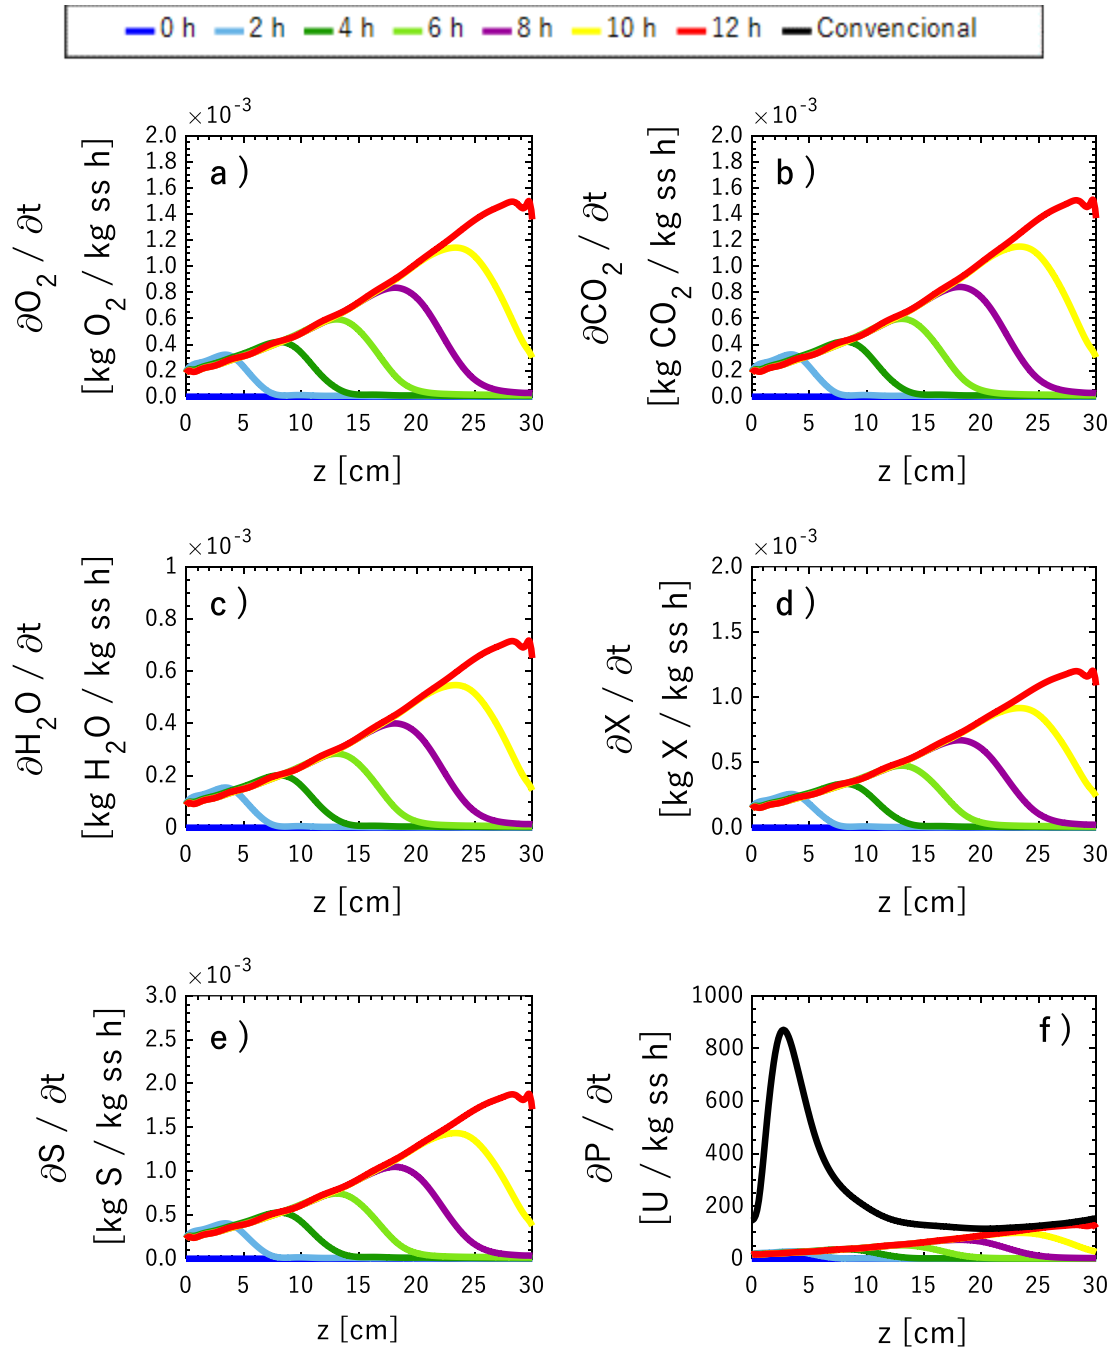 0 h 2 h 4 h 6 h 8 h 10 h 12 h Convencional
×10⁻³
a )
∂O₂ / ∂t
[kg O₂ / kg ss h]
2.0
1.8
1.6
1.4
1.2
1.0
0.8
0.6
0.4
0.2
0.0
0 5 10 15 20 25 30
z [cm]
×10⁻³
b )
∂CO₂ / ∂t
[kg CO₂ / kg ss h]
2.0
1.8
1.6
1.4
1.2
1.0
0.8
0.6
0.4
0.2
0.0
0 5 10 15 20 25 30
z [cm]
×10⁻³
c )
∂H₂O / ∂t
[kg H₂O / kg ss h]
1
0.8
0.6
0.4
0.2
0
0 5 10 15 20 25 30
z [cm]
×10⁻³
d )
∂X / ∂t
[kg X / kg ss h]
2.0
1.5
1.0
0.5
0
0 5 10 15 20 25 30
z [cm]
×10⁻³
e )
∂S / ∂t
[kg S / kg ss h]
3.0
2.5
2.0
1.5
1.0
0.5
0.0
0 5 10 15 20 25 30
z [cm]
f )
∂P / ∂t
[U / kg ss h]
1000
800
600
400
200
0
0 5 10 15 20 25 30
z [cm]